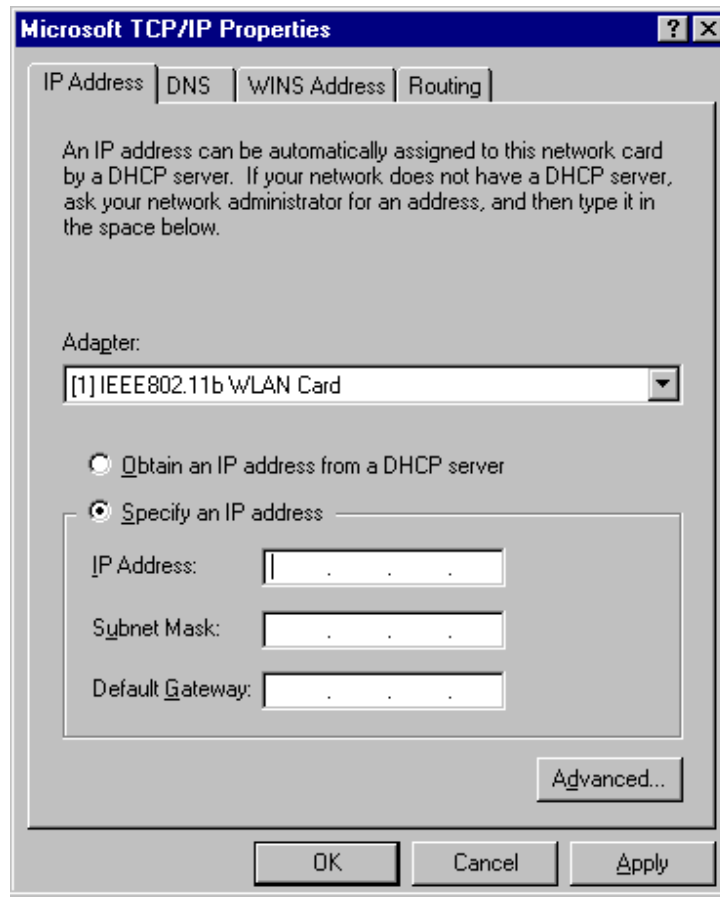 Microsoft TCP/IP Properties
IP Address DNS WINS Address Routing
An IP address can be automatically assigned to this network card
by a DHCP server. If your network does not have a DHCP server,
ask your network administrator for an address, and then type it in
the space below.
Adapter:
[1] IEEE802.11b WLAN Card
Obtain an IP address from a DHCP server
Specify an IP address
IP Address: . . .
Subnet Mask: . . .
Default Gateway: . . .
Advanced...
OK Cancel Apply